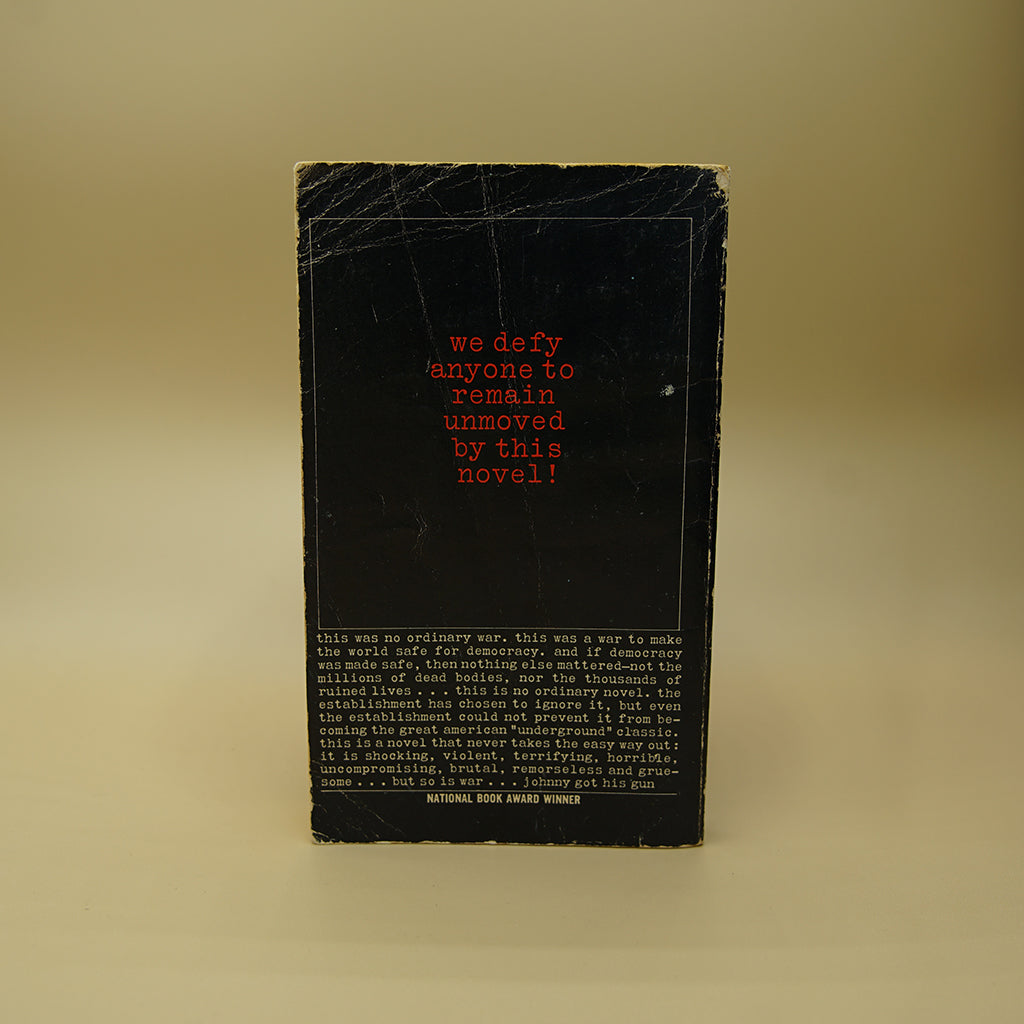 we defy
anyone to
remain
unmoved
by this
novel!
this was no ordinary war. this was a war to make
the world safe for democracy. and if democracy
was made safe, then nothing else mattered—not the
millions of dead bodies, nor the thousands of
ruined lives . . . this is no ordinary novel. the
establishment has chosen to ignore it, but even
the establishment could not prevent it from be-
coming the great american "underground" classic.
this is a novel that never takes the easy way out:
it is shocking, violent, terrifying, horrible,
uncompromising, brutal, remorseless and grue-
some . . . but so is war . . . johnny got his gun
NATIONAL BOOK AWARD WINNER